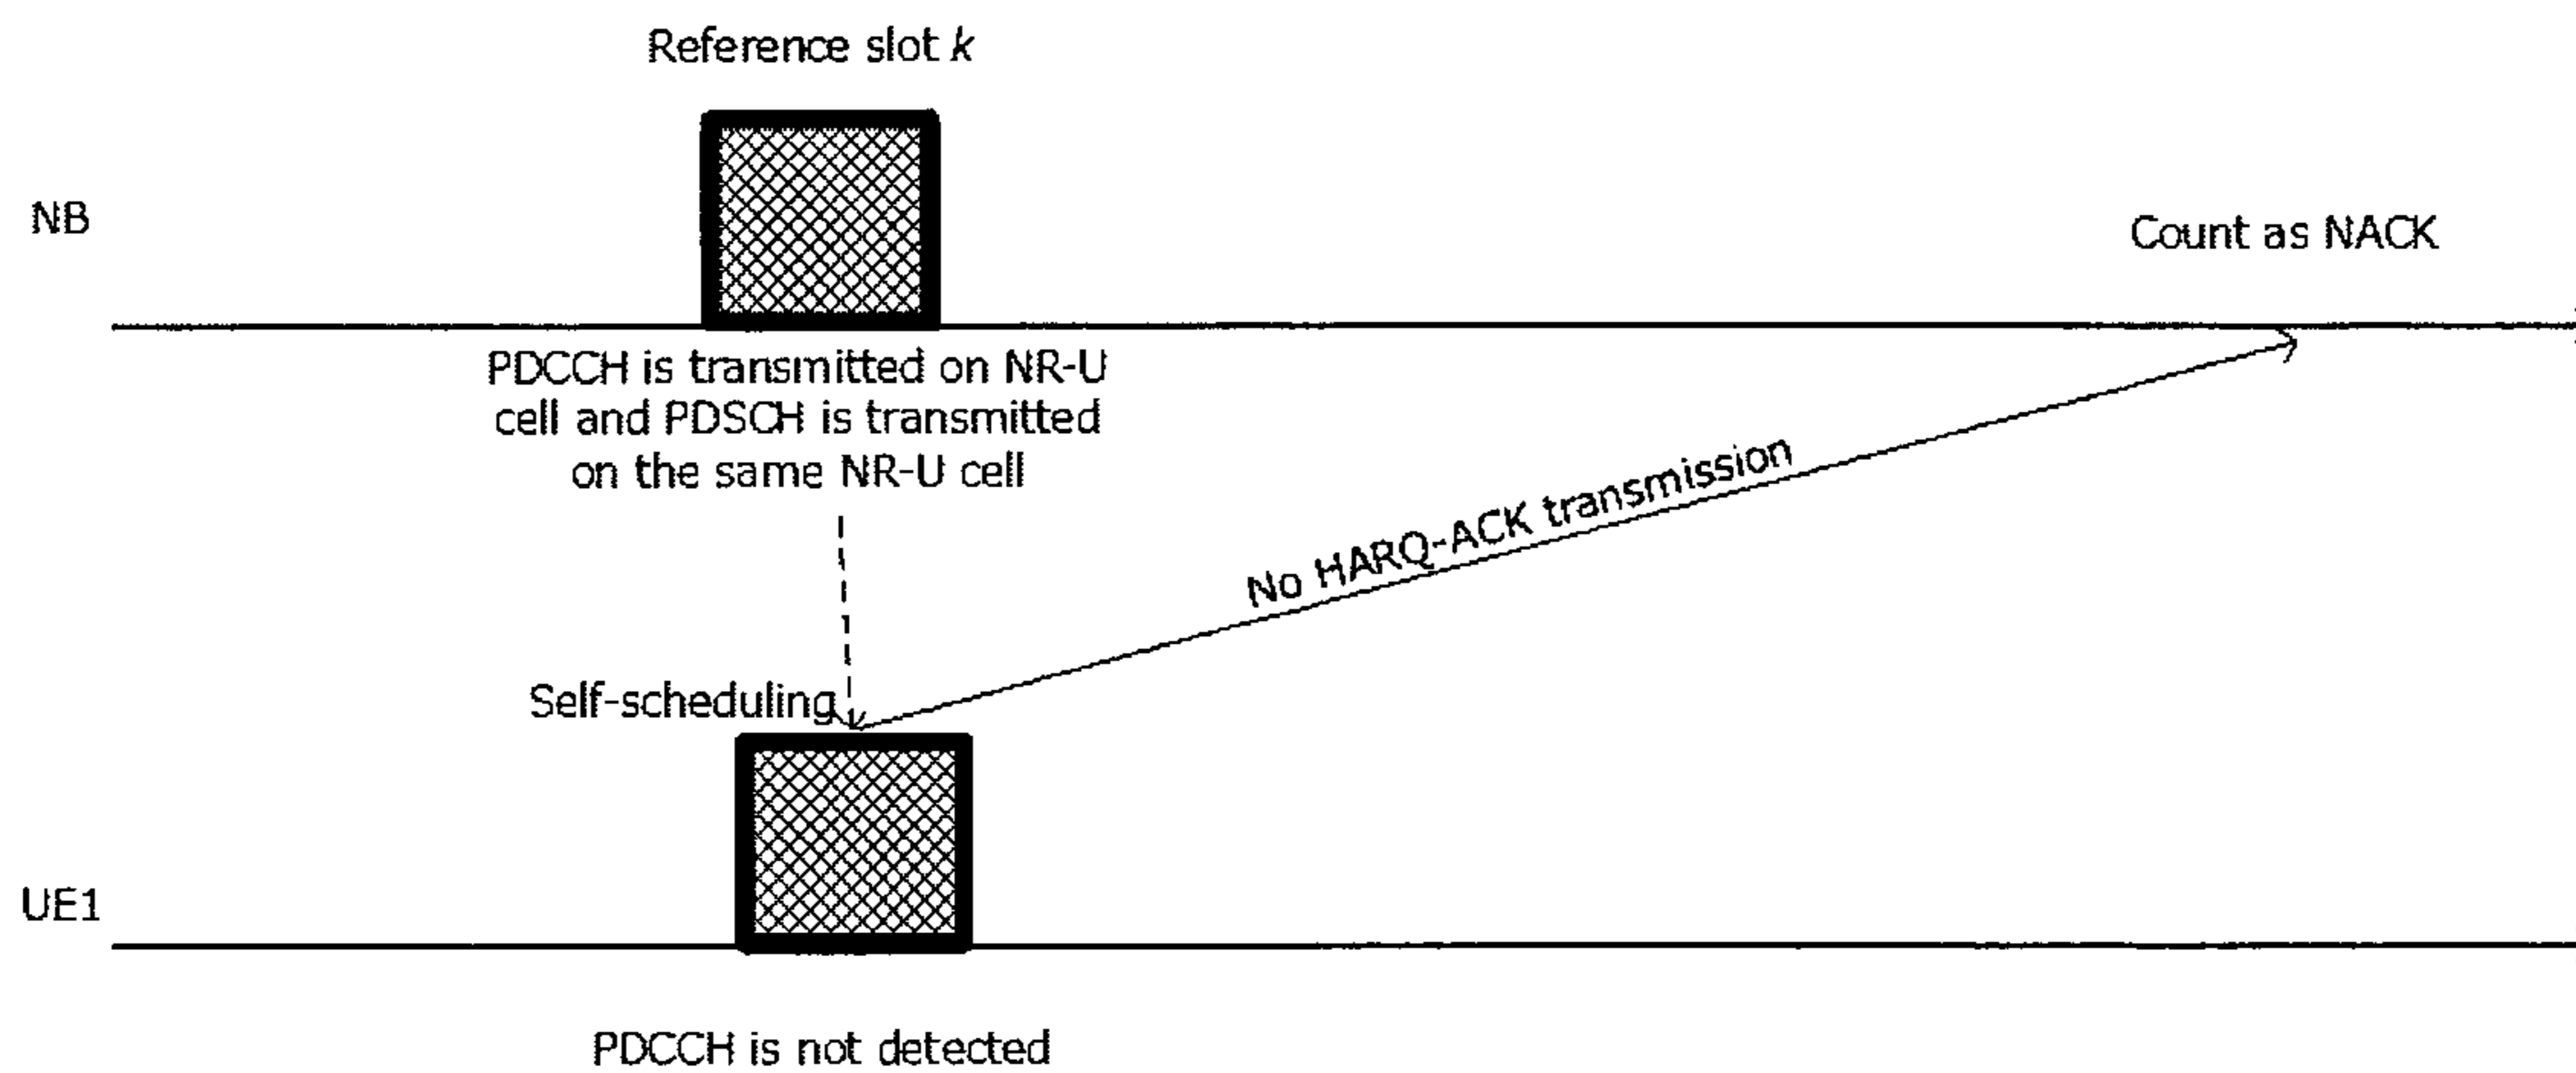 Reference slot k
NB
Count as NACK
PDCCH is transmitted on NR-U
cell and PDSCH is transmitted
on the same NR-U cell
No HARQ-ACK transmission
Self-scheduling
UE1
PDCCH is not detected